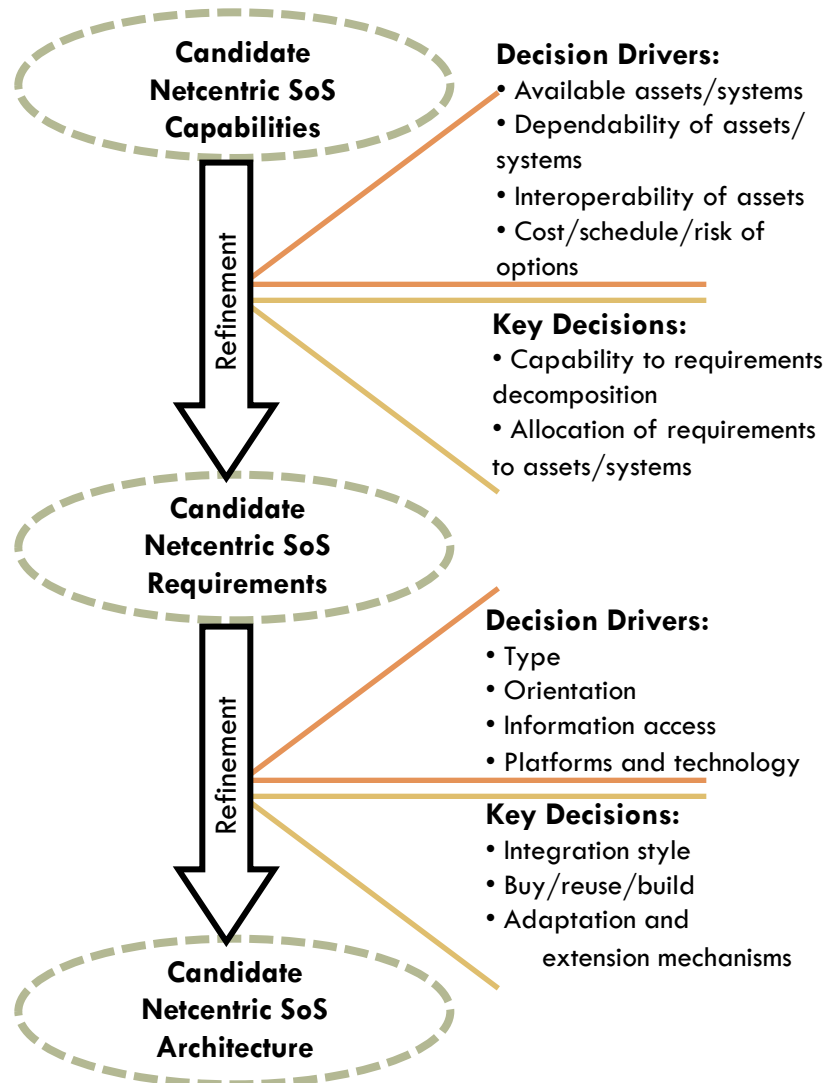 Candidate
Netcentric SoS
Capabilities
Decision Drivers:
• Available assets/systems
• Dependability of assets/
systems
• Interoperability of assets
• Cost/schedule/risk of
options
Refinement
Key Decisions:
• Capability to requirements
decomposition
• Allocation of requirements
to assets/systems
Candidate
Netcentric SoS
Requirements
Decision Drivers:
• Type
• Orientation
• Information access
• Platforms and technology
Refinement
Key Decisions:
• Integration style
• Buy/reuse/build
• Adaptation and
extension mechanisms
Candidate
Netcentric SoS
Architecture